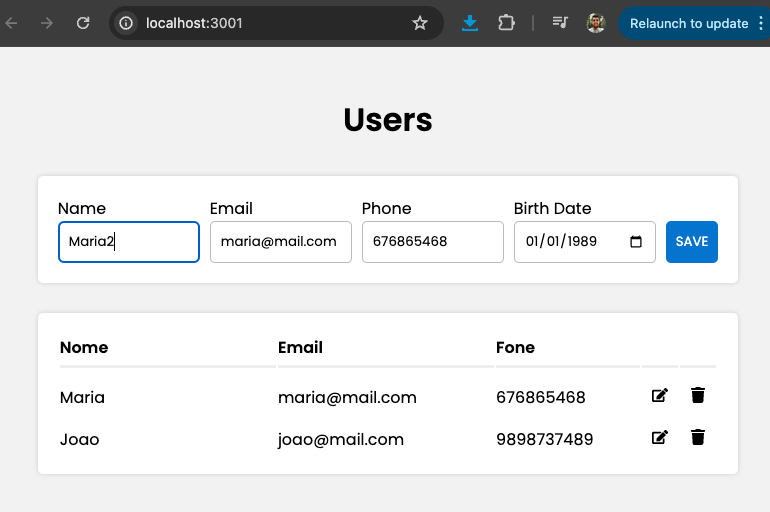 localhost:3001
Relaunch to update
Users
Name Email Phone Birth Date
Maria2 maria@mail.com 676865468 01/01/1989 SAVE
Nome Email Fone
Maria maria@mail.com 676865468
Joao joao@mail.com 9898737489